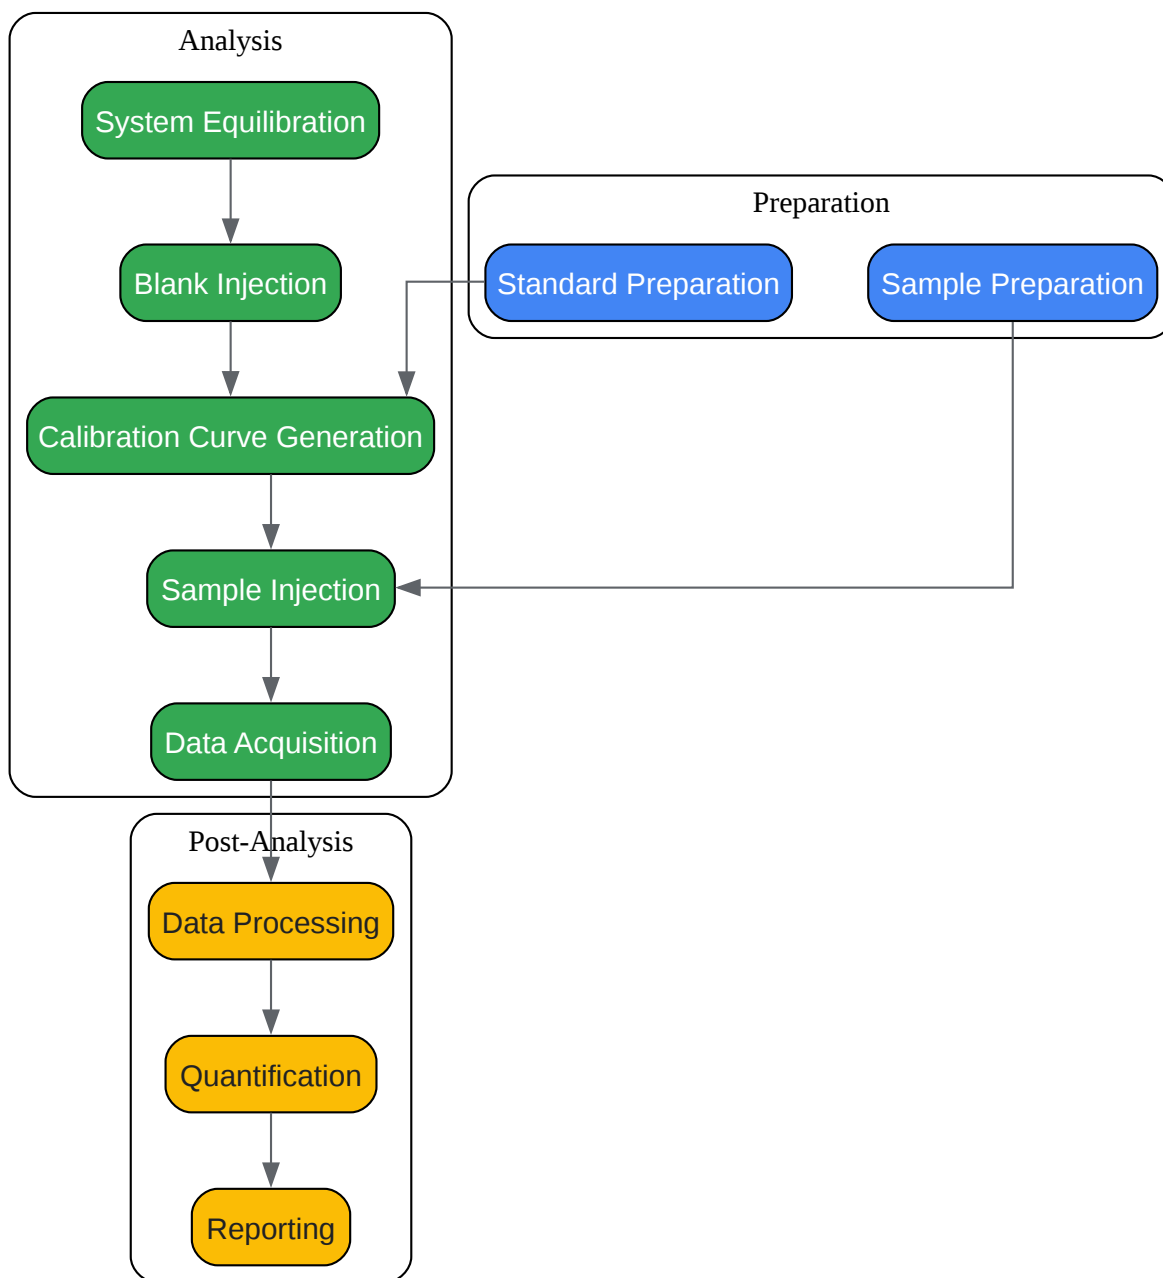 Analysis
System Equilibration
Preparation
Blank Injection
Standard Preparation
Sample Preparation
Calibration Curve Generation
Sample Injection
Data Acquisition
Post-Analysis
Data Processing
Quantification
Reporting